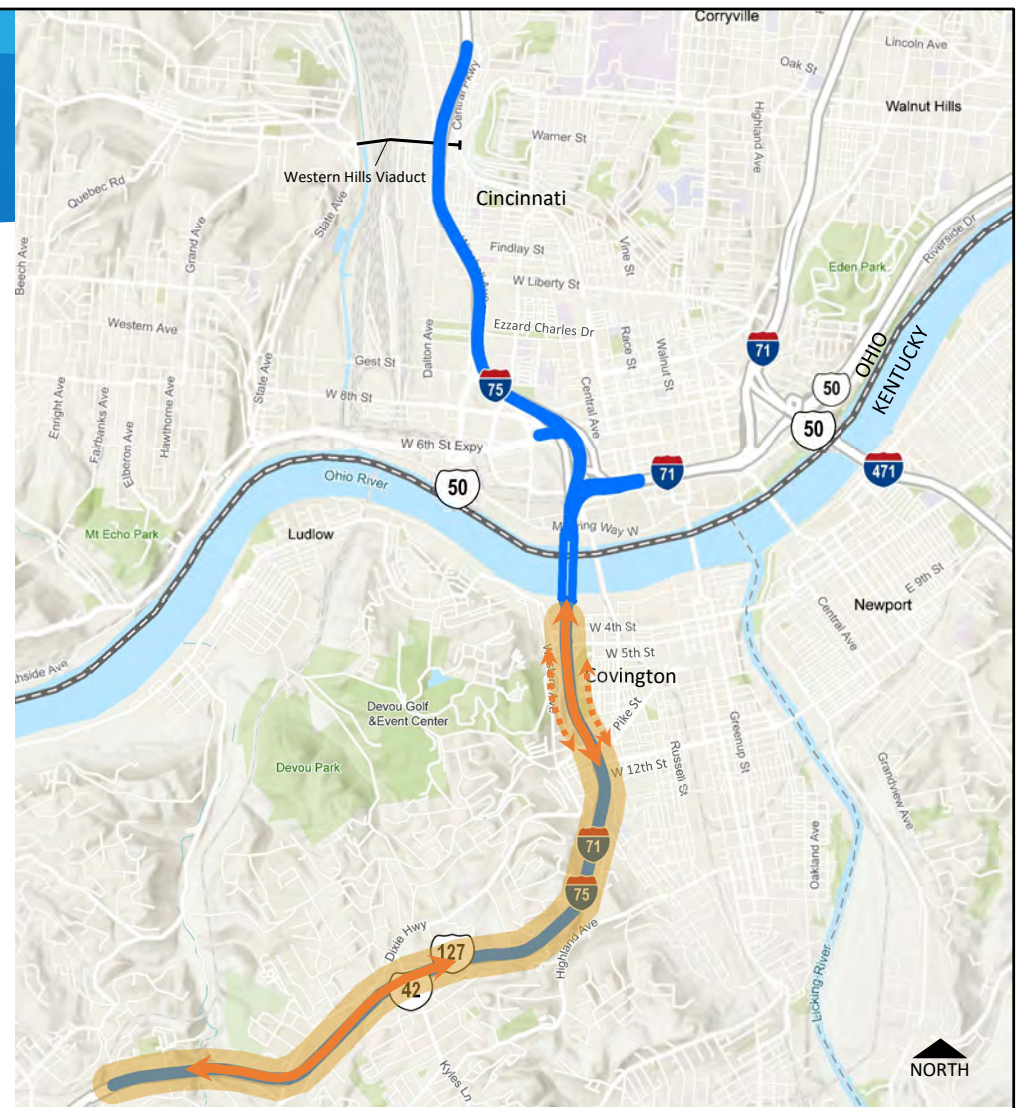 Corryville
Lincoln Ave
Oak St
Central Pkwy
Walnut Hills
Highland Ave
Warner St
Western Hills Viaduct
Quebec Rd
State Ave
Cincinnati
Grand Ave
Riverside Dr
Beech Ave
Findlay St
Vine St
Eden Park
W Liberty St
Western Ave
Dalton Ave
Ezzard Charles Dr
Race St
Walnut St
71
OHIO
KENTUCKY
Gest St
State Ave
75
50
Enright Ave
Fairbanks Ave
Elberon Ave
Hawthorne Ave
W 8th St
Central Ave
50
W 6th St Expy
71
471
Ohio River
50
Mt Echo Park
Ludlow
W
E 9th St
Newport
Central Ave
W 4th St
W 5th St
Covington
Devou Golf
&Event Center
Pike St
Greenup St
Devou Park
W 12th St
Russell St
Grandview Ave
71
Oakland Ave
75
Dixie Hwy
Highland Ave
127
42
Licking River
Kyles Ln
NORTH